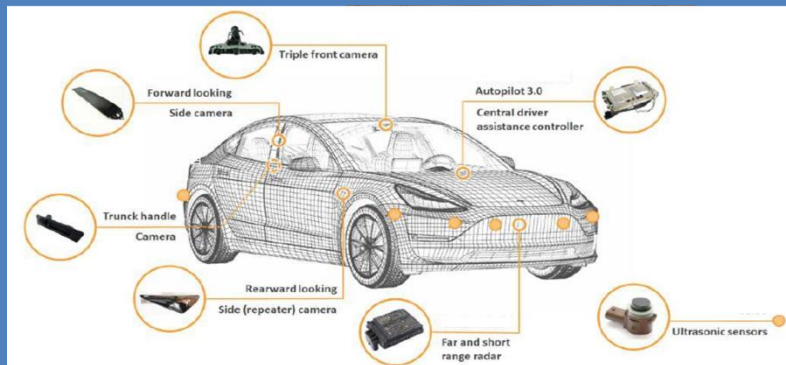 Triple front camera
Forward looking
Side camera
Autopilot 3.0
Central driver
assistance controller
Trunck handle
Camera
Rearward looking
Side (repeater) camera
Far and short
range radar
Ultrasonic sensors